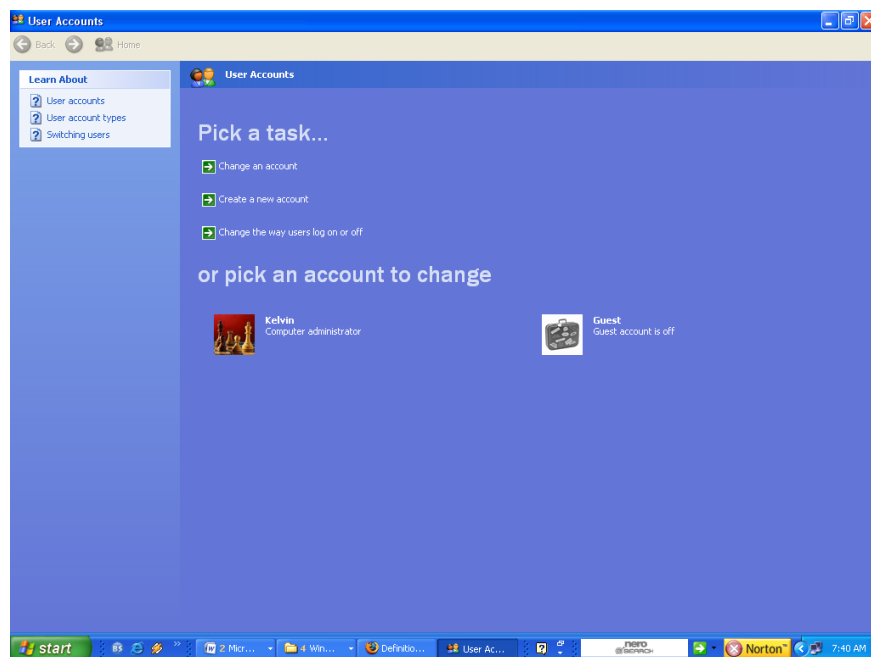 User Accounts
Back Home
Learn About
User accounts
User account types
Switching users
User Accounts
Pick a task...
Change an account
Create a new account
Change the way users log on or off
or pick an account to change
Kelvin
Computer administrator
Guest
Guest account is off
start 2 Micr... 4 Win... Definitio... User Ac... nero SEARCH Norton™ 7:40 AM